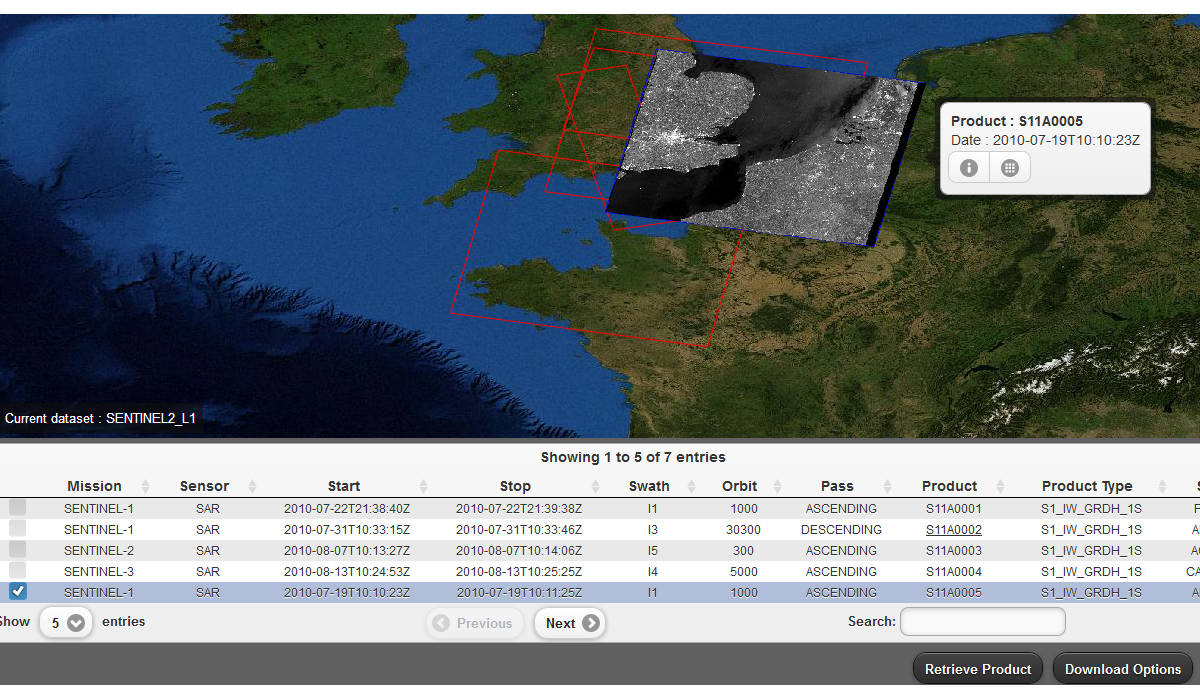 Product : S11A0005
Date : 2010-07-19T10:10:23Z
Current dataset : SENTINEL2_L1
Showing 1 to 5 of 7 entries
Mission Sensor Start Stop Swath Orbit Pass Product Product Type S
SENTINEL-1 SAR 2010-07-22T21:38:40Z 2010-07-22T21:39:38Z I1 1000 ASCENDING S11A0001 S1_IW_GRDH_1S F
SENTINEL-1 SAR 2010-07-31T10:33:15Z 2010-07-31T10:33:46Z I3 30300 DESCENDING S11A0002 S1_IW_GRDH_1S A
SENTINEL-2 SAR 2010-08-07T10:13:27Z 2010-08-07T10:14:06Z I5 300 ASCENDING S11A0003 S1_IW_GRDH_1S A
SENTINEL-3 SAR 2010-08-13T10:24:53Z 2010-08-13T10:25:25Z I4 5000 ASCENDING S11A0004 S1_IW_GRDH_1S CA
SENTINEL-1 SAR 2010-07-19T10:10:23Z 2010-07-19T10:11:25Z I1 1000 ASCENDING S11A0005 S1_IW_GRDH_1S A
Show 5 entries Previous Next Search:
Retrieve Product Download Options